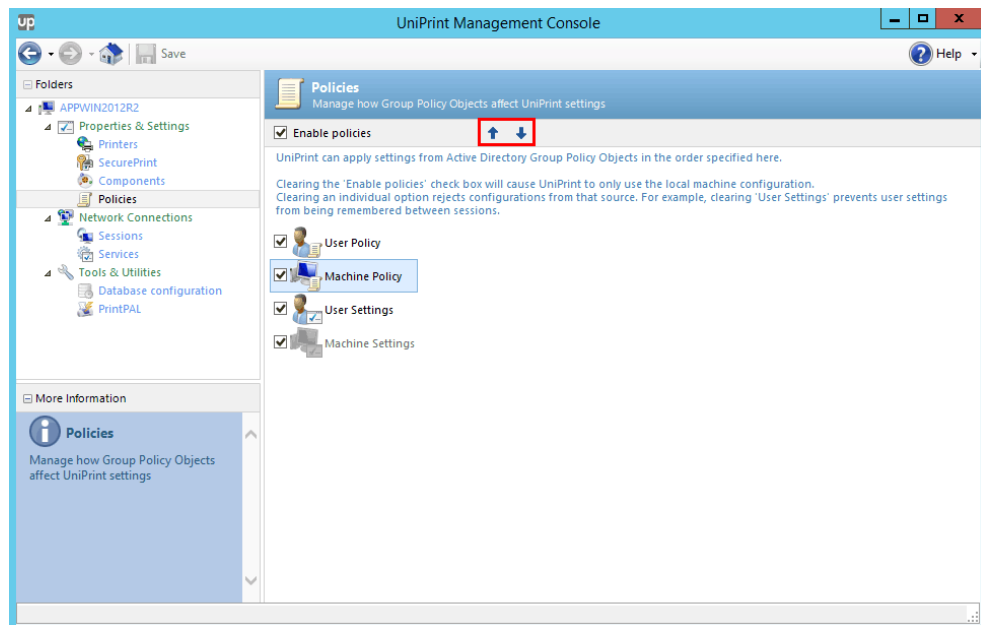 up
UniPrint Management Console
x
Save
Help
Folders
APPWIN2012R2
Properties & Settings
Printers
SecurePrint
Components
Policies
Network Connections
Sessions
Services
Tools & Utilities
Database configuration
PrintPAL
More Information
Policies
Manage how Group Policy Objects
affect UniPrint settings
Policies
Manage how Group Policy Objects affect UniPrint settings
Enable policies
UniPrint can apply settings from Active Directory Group Policy Objects in the order specified here.
Clearing the 'Enable policies' check box will cause UniPrint to only use the local machine configuration.
Clearing an individual option rejects configurations from that source. For example, clearing 'User Settings' prevents user settings
from being remembered between sessions.
User Policy
Machine Policy
User Settings
Machine Settings